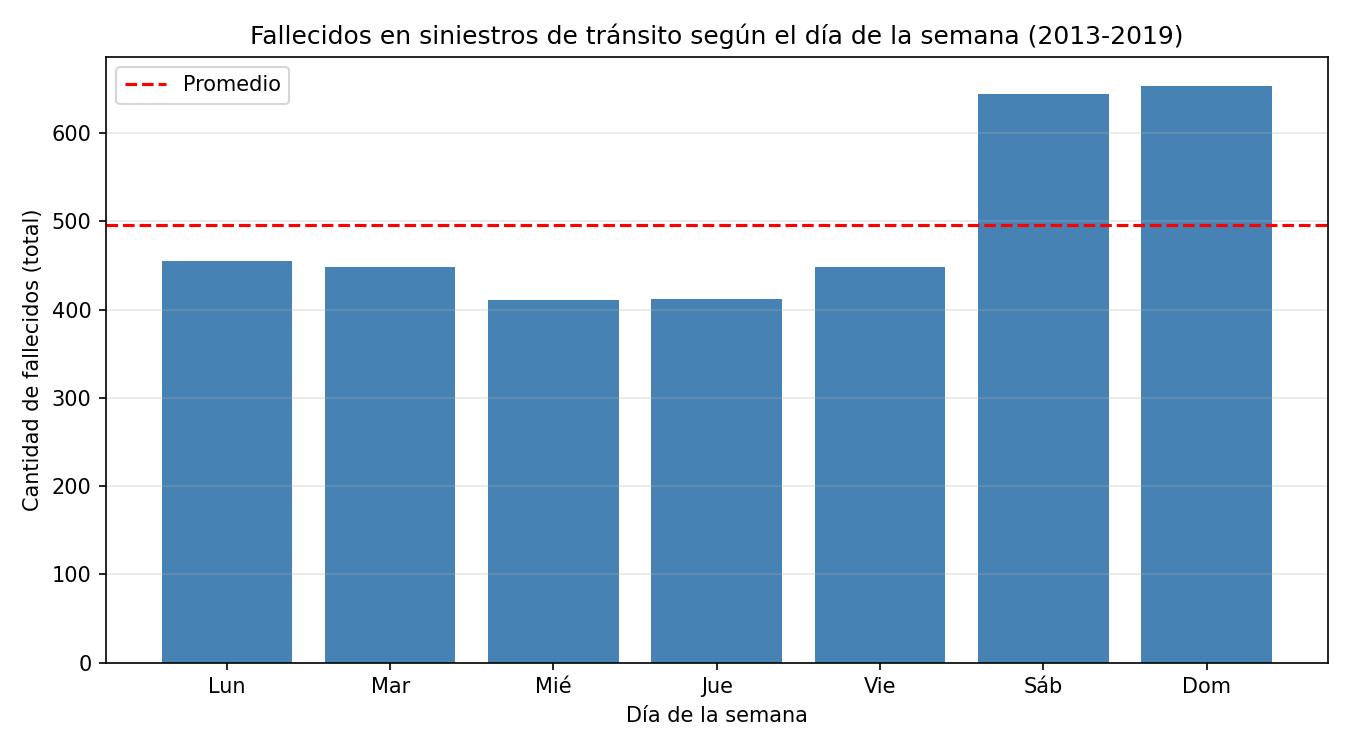 Fallecidos en siniestros de tránsito según el día de la semana (2013-2019)
Promedio
Cantidad de fallecidos (total)
600
500
400
300
200
100
0
Lun Mar Mié Jue Vie Sáb Dom
Día de la semana